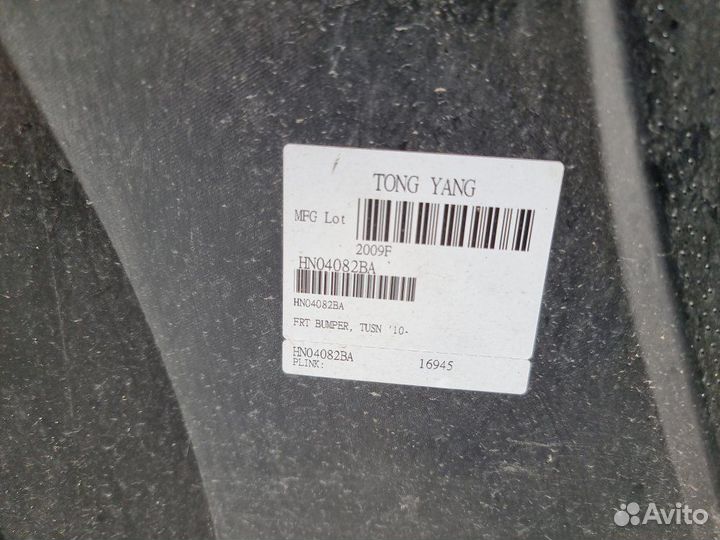 TONG YANG
MFG Lot
2009F
HN04082BA
HN04082BA
FRT BUMPER, TUSN '10-
HN04082BA
PLINK: 16945
Avito